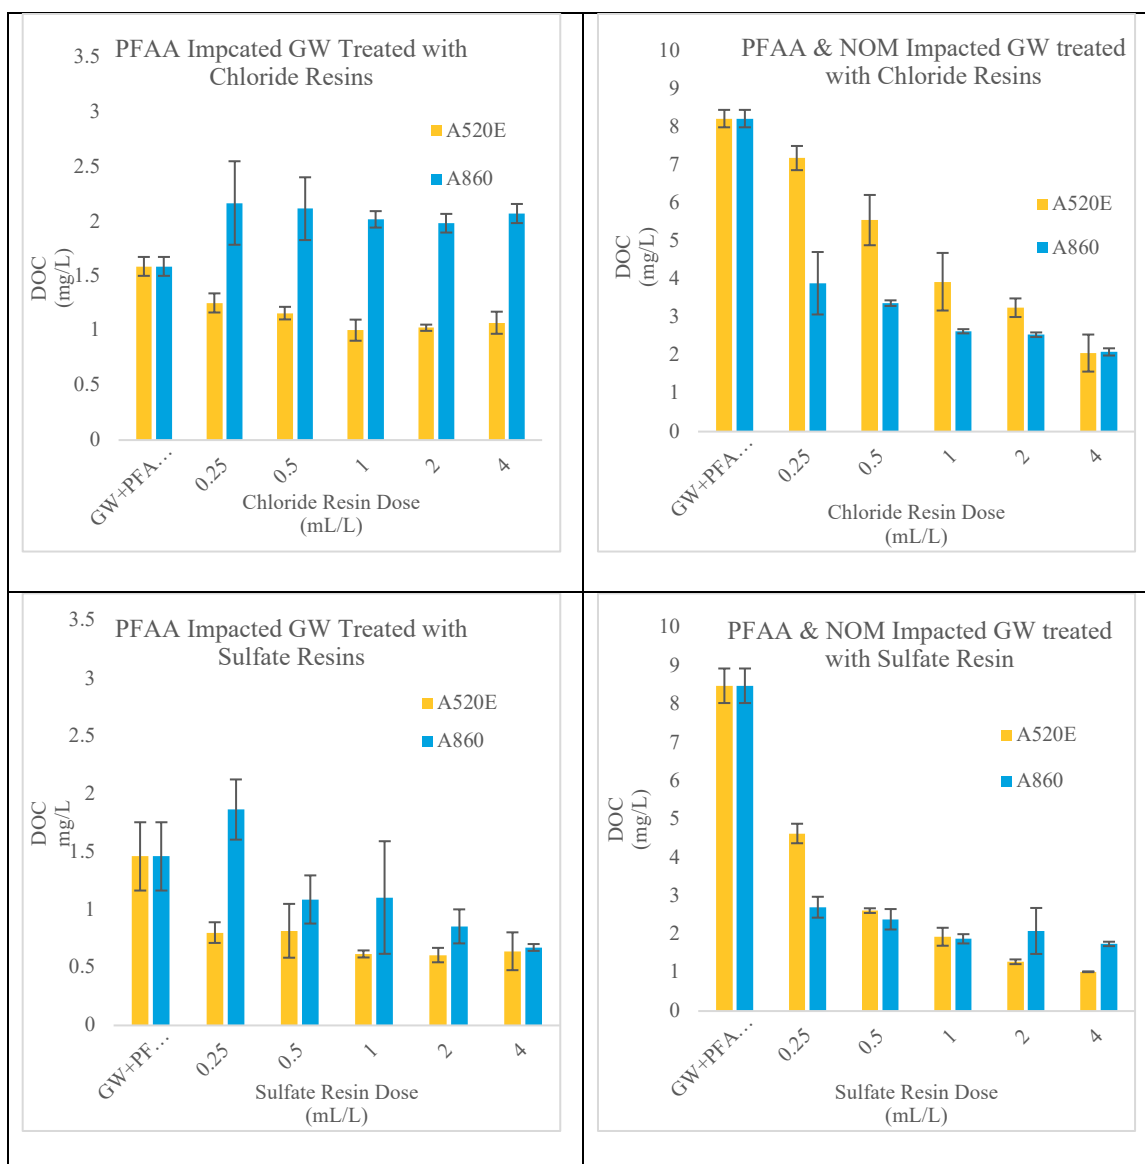 PFAA Impcated GW Treated with
Chloride Resins
3.5
3
2.5
2
1.5
1
0.5
0
DOC
(mg/L)
A520E
A860
GW+PFA…
0.25
0.5
1
2
4
Chloride Resin Dose
(mL/L)
PFAA & NOM Impacted GW treated
with Chloride Resins
10
9
8
7
6
5
4
3
2
1
0
DOC
(mg/L)
A520E
A860
GW+PFA…
0.25
0.5
1
2
4
Chloride Resin Dose
(mL/L)
PFAA Impacted GW Treated with
Sulfate Resins
3.5
3
2.5
2
1.5
1
0.5
0
DOC
mg/L
A520E
A860
GW+PF…
0.25
0.5
1
2
4
Sulfate Resin Dose
(mL/L)
PFAA & NOM Impacted GW treated
with Sulfate Resin
10
9
8
7
6
5
4
3
2
1
0
DOC
(mg/L)
A520E
A860
GW+PFA…
0.25
0.5
1
2
4
Sulfate Resin Dose
(mL/L)